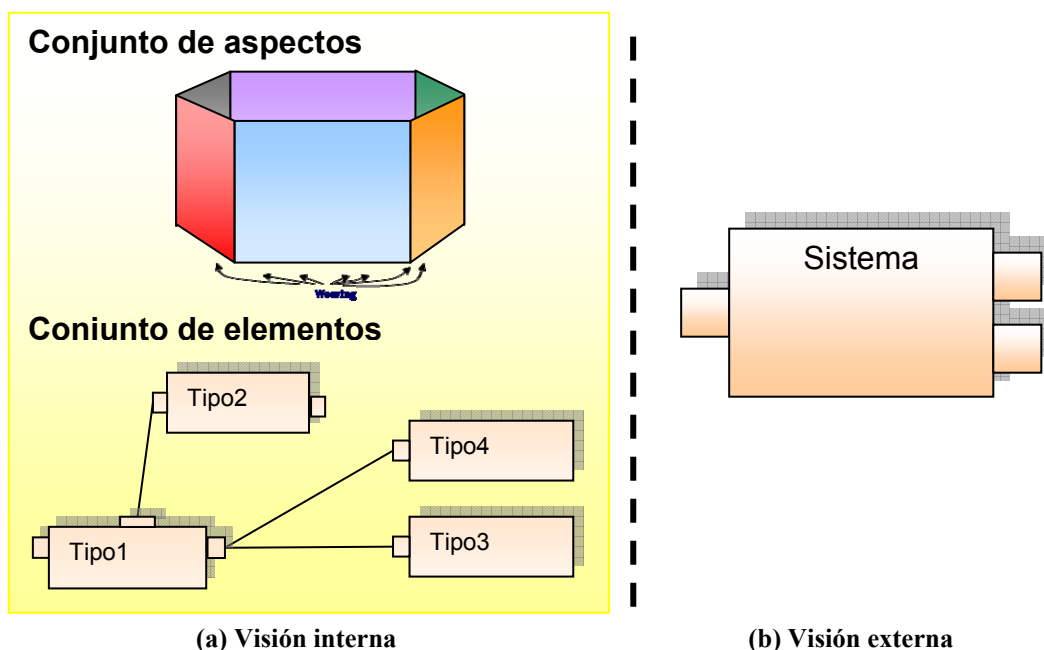 Conjunto de aspectos
Weaving
Coniunto de elementos
Tipo2
Tipo4
Tipo1
Tipo3
Sistema
(a) Visión interna
(b) Visión externa